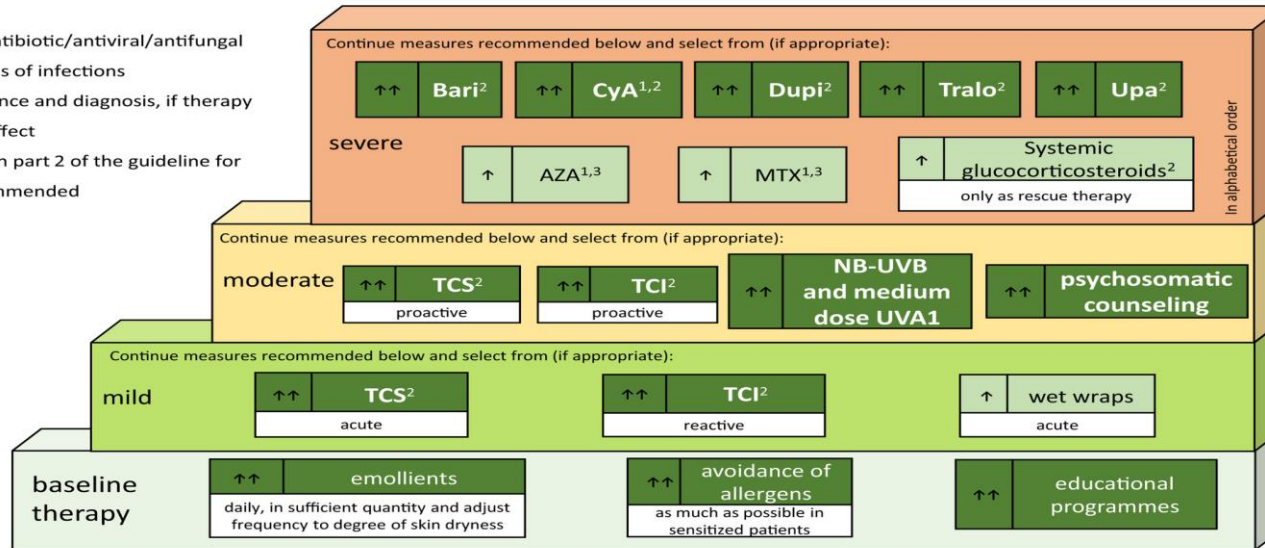 tibiotic/antiviral/antifungal
s of infections
nce and diagnosis, if therapy
ffect
n part 2 of the guideline for
mmended
Continue measures recommended below and select from (if appropriate):
↑↑ Bari²
↑↑ CyA¹,²
↑↑ Dupi²
↑↑ Tralo²
↑↑ Upa²
severe
↑ AZA¹,³
↑ MTX¹,³
↑ Systemic
glucocorticosteroids²
only as rescue therapy
In alphabetical order
Continue measures recommended below and select from (if appropriate):
moderate
↑↑ TCS²
proactive
↑↑ TCI²
proactive
↑↑ NB-UVB
and medium
dose UVA1
↑↑ psychosomatic
counseling
Continue measures recommended below and select from (if appropriate):
mild
↑↑ TCS²
acute
↑↑ TCI²
reactive
↑ wet wraps
acute
baseline
therapy
↑↑ emollients
daily, in sufficient quantity and adjust
frequency to degree of skin dryness
↑↑ avoidance of
allergens
as much as possible in
sensitized patients
↑↑ educational
programmes